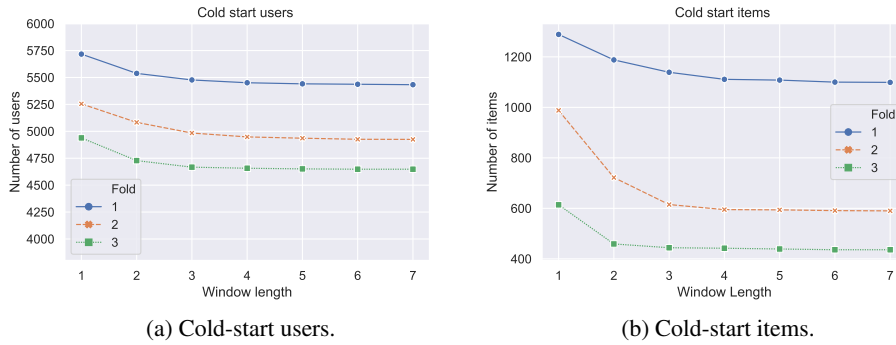 Cold start users
6000
5750
5500
5250
5000
4750
4500
4250
4000
Number of users
Fold
1
2
3
1 2 3 4 5 6 7
Window length
(a) Cold-start users.
Cold start items
1200
1000
800
600
400
Number of items
Fold
1
2
3
1 2 3 4 5 6 7
Window Length
(b) Cold-start items.